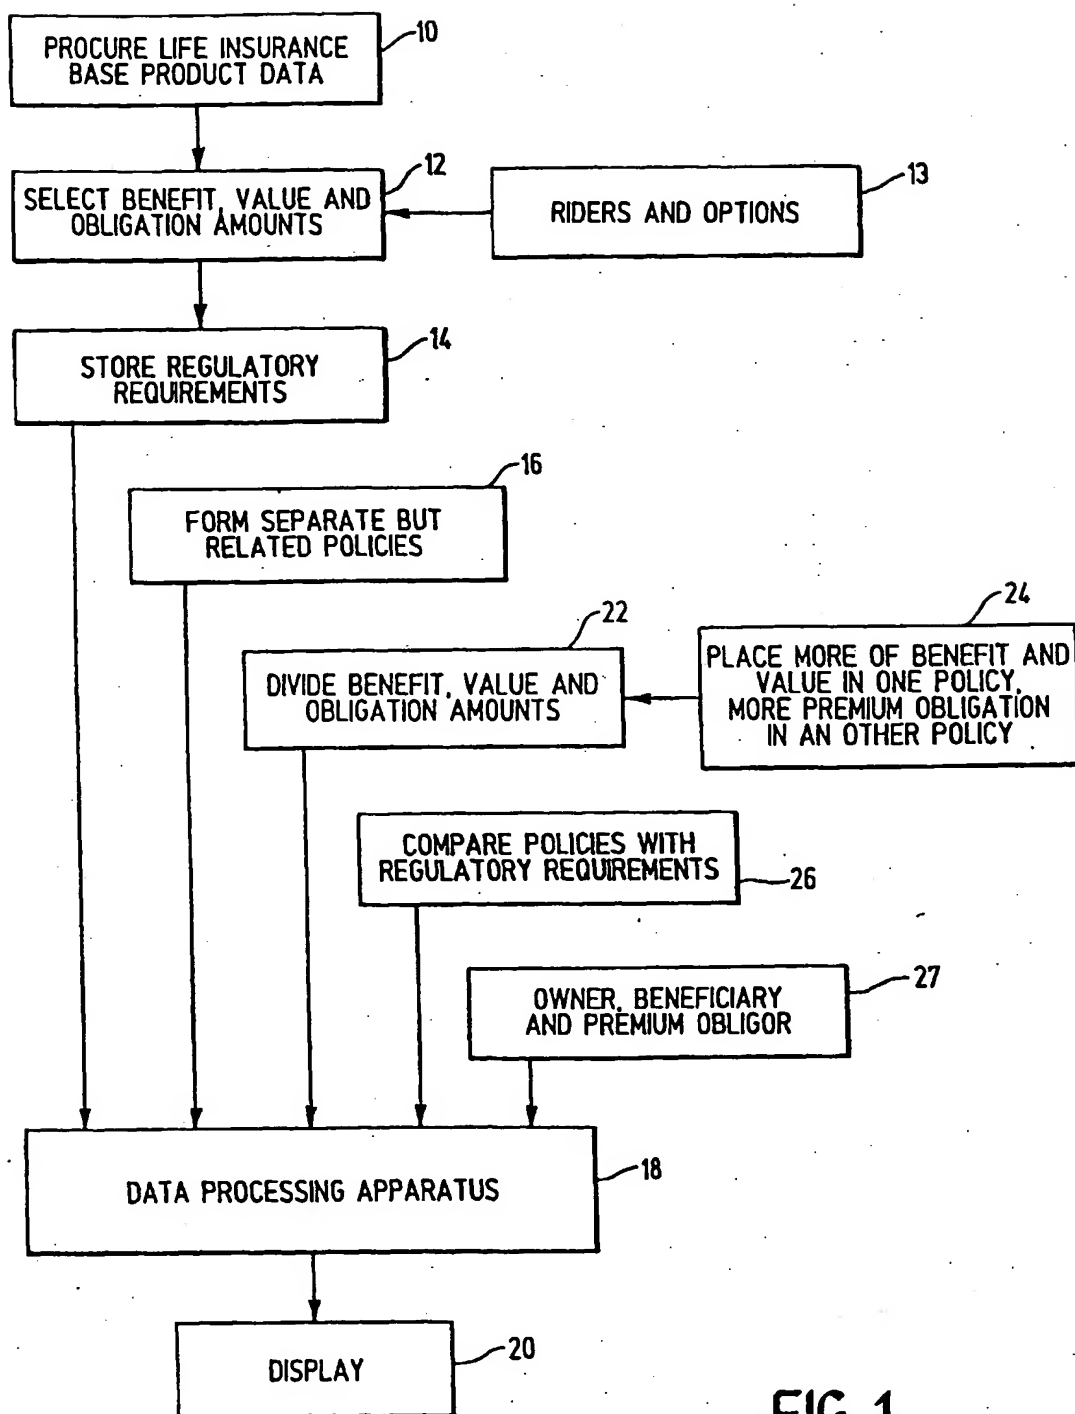 10
PROCURE LIFE INSURANCE
BASE PRODUCT DATA
12
SELECT BENEFIT, VALUE AND
OBLIGATION AMOUNTS
13
RIDERS AND OPTIONS
14
STORE REGULATORY
REQUIREMENTS
16
FORM SEPARATE BUT
RELATED POLICIES
22
DIVIDE BENEFIT, VALUE AND
OBLIGATION AMOUNTS
24
PLACE MORE OF BENEFIT AND
VALUE IN ONE POLICY,
MORE PREMIUM OBLIGATION
IN AN OTHER POLICY
COMPARE POLICIES WITH
REGULATORY REQUIREMENTS
26
27
OWNER, BENEFICIARY
AND PREMIUM OBLIGOR
18
DATA PROCESSING APPARATUS
20
DISPLAY
FIG. 1